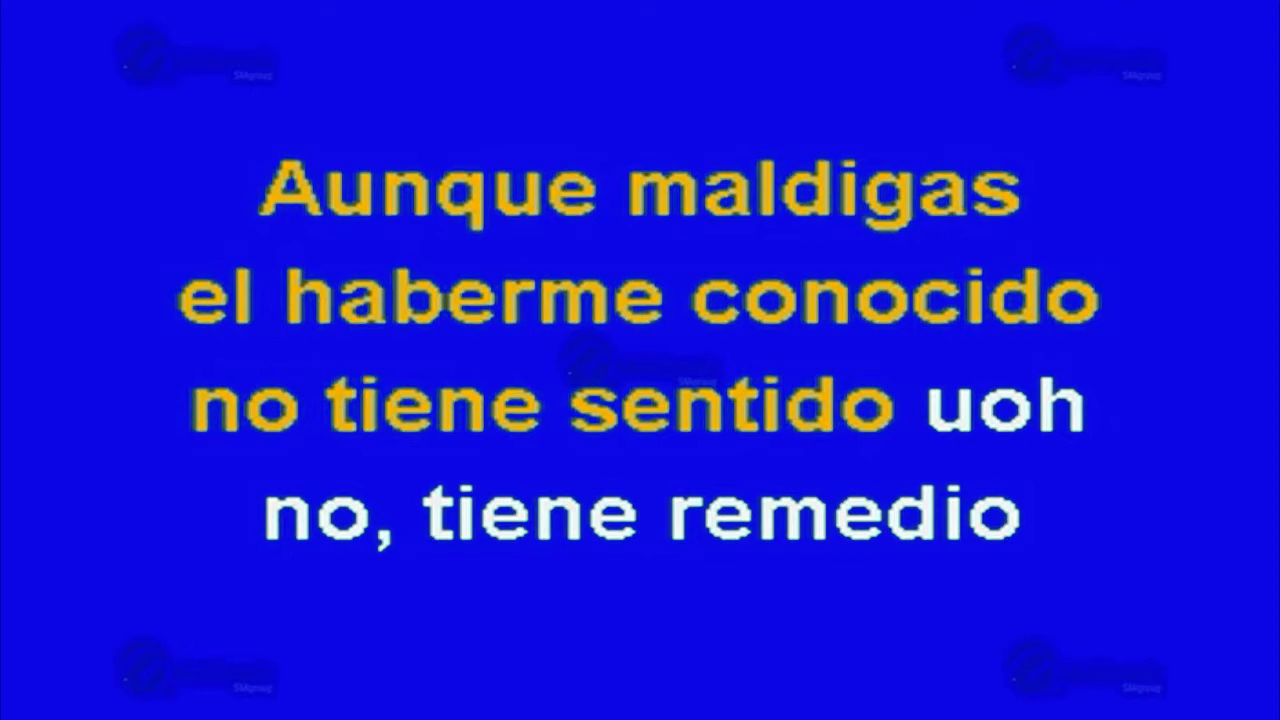 Aunque maldigas
el haberme conocido
no tiene sentido uoh
no, tiene remedio